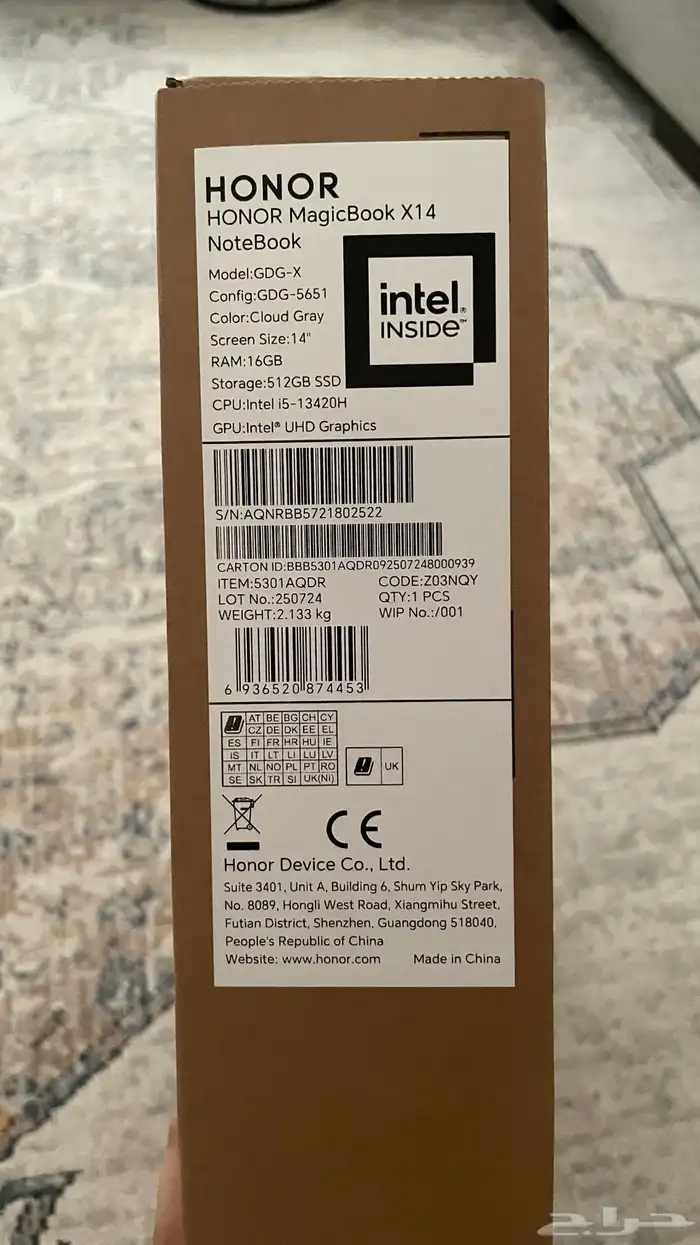 HONOR
HONOR MagicBook X14
NoteBook
Model:GDG-X
Config:GDG-5651
Color:Cloud Gray
Screen Size:14"
RAM:16GB
Storage:512GB SSD
CPU:Intel i5-13420H
GPU:Intel® UHD Graphics
intel®
INSIDE™
S/N:AQNRBB5721802522
CARTON ID:BBB5301AQDR092507248000939
ITEM:5301AQDR CODE:Z03NQY
LOT No.:250724 QTY:1 PCS
WEIGHT:2.133 kg WIP No.:/001
6 936520 874453
AT BE BG CH CY
CZ DE DK EE EL
ES FI FR HR HU IE
IS IT LT LI LU LV
MT NL NO PL PT RO
SE SK TR SI UK(NI)
UK
CE
Honor Device Co., Ltd.
Suite 3401, Unit A, Building 6, Shum Yip Sky Park,
No. 8089, Hongli West Road, Xiangmihu Street,
Futian District, Shenzhen, Guangdong 518040,
People's Republic of China
Website: www.honor.com Made in China
حراج